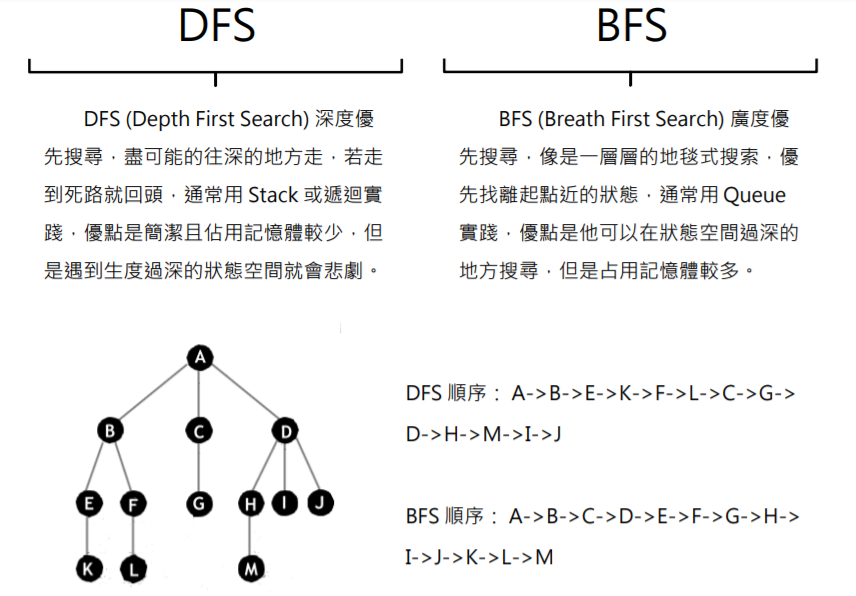 DFS
DFS (Depth First Search) 深度優
先搜尋，盡可能的往深的地方走，若走
到死路就回頭，通常用 Stack 或遞迴實
踐，優點是簡潔且佔用記憶體較少，但
是遇到生度過深的狀態空間就會悲劇。
BFS
BFS (Breath First Search) 廣度優
先搜尋，像是一層層的地毯式搜索，優
先找離起點近的狀態，通常用 Queue
實踐，優點是他可以在狀態空間過深的
地方搜尋，但是占用記憶體較多。
A
B C D
E F G H I J
K L M
DFS 順序： A->B->E->K->F->L->C->G->
D->H->M->I->J
BFS 順序： A->B->C->D->E->F->G->H->
I->J->K->L->M